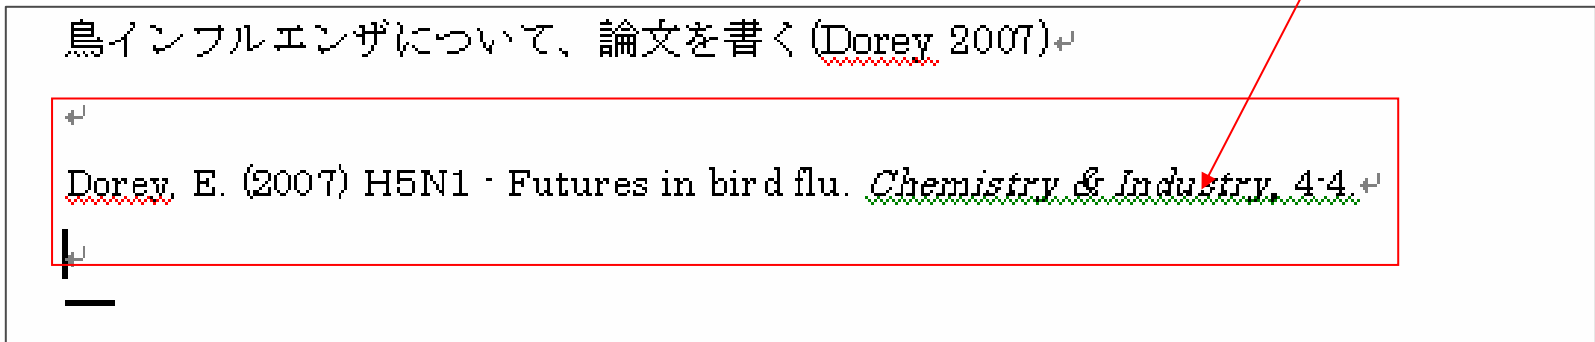 鳥インフルエンザについて、論文を書く(Dorey 2007)↵
↵
Dorey, E. (2007) H5N1 - Futures in bird flu. Chemistry & Industry, 4-4.↵
↵